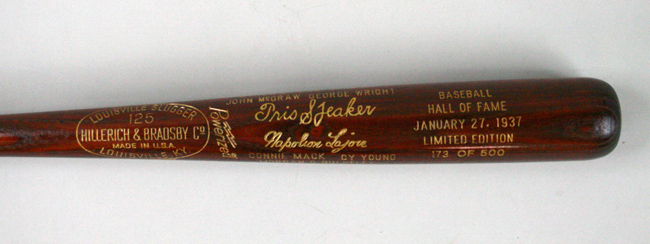 LOUISVILLE SLUGGER
125
HILLERICH & BRADSBY Cº
MADE IN U.S.A.
LOUISVILLE, KY
Powerized
JOHN McGRAW GEORGE WRIGHT
Tris Speaker
Napoleon Lajoie
CONNIE MACK CY YOUNG
BASEBALL
HALL OF FAME
JANUARY 27, 1937
LIMITED EDITION
173 OF 500